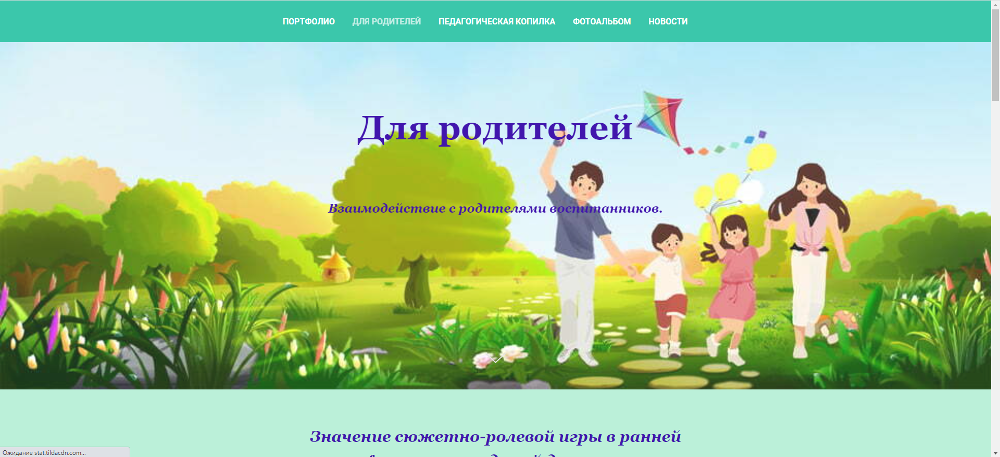 ПОРТФОЛИО ДЛЯ РОДИТЕЛЕЙ ПЕДАГОГИЧЕСКАЯ КОПИЛКА ФОТОАЛЬБОМ НОВОСТИ
Для родителей
Взаимодействие с родителями воспитанников.
Значение сюжетно-ролевой игры в ранней
Ожидание stat.tildacdn.com...